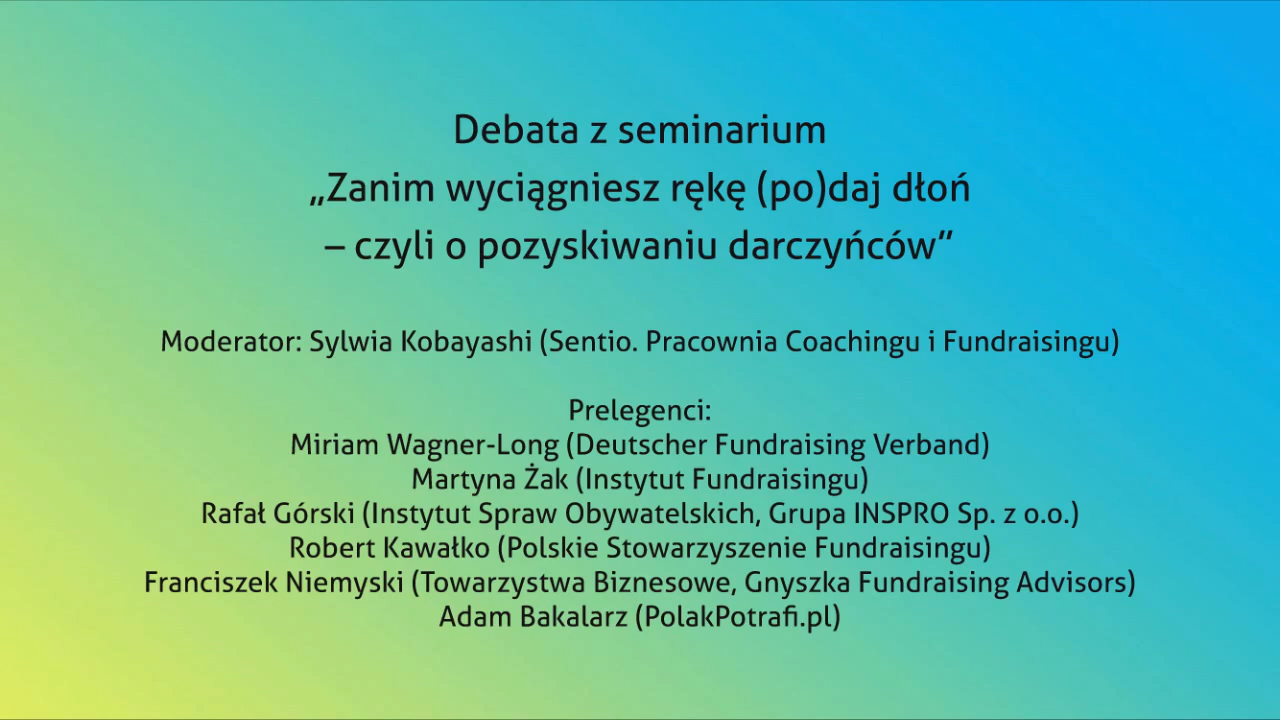 Debata z seminarium
„Zanim wyciągniesz rękę (po)daj dłoń
– czyli o pozyskiwaniu darczyńców”
Moderator: Sylwia Kobayashi (Sentio. Pracownia Coachingu i Fundraisingu)
Prelegenci:
Miriam Wagner-Long (Deutscher Fundraising Verband)
Martyna Żak (Instytut Fundraisingu)
Rafał Górski (Instytut Spraw Obywatelskich, Grupa INSPRO Sp. z o.o.)
Robert Kawałko (Polskie Stowarzyszenie Fundraisingu)
Franciszek Niemyski (Towarzystwa Biznesowe, Gnyszka Fundraising Advisors)
Adam Bakalarz (PolakPotrafi.pl)